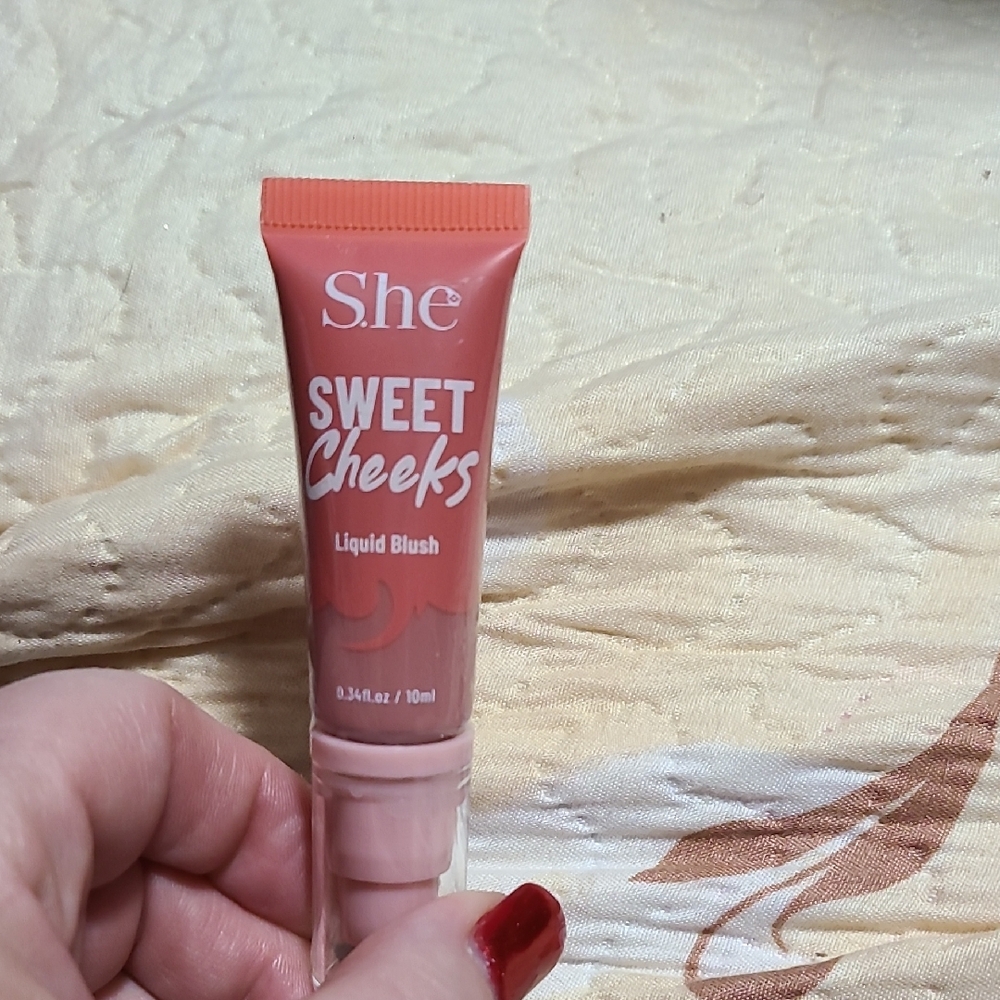 S.he
SWEET
Cheeks
Liquid Blush
0.34fl.oz / 10ml